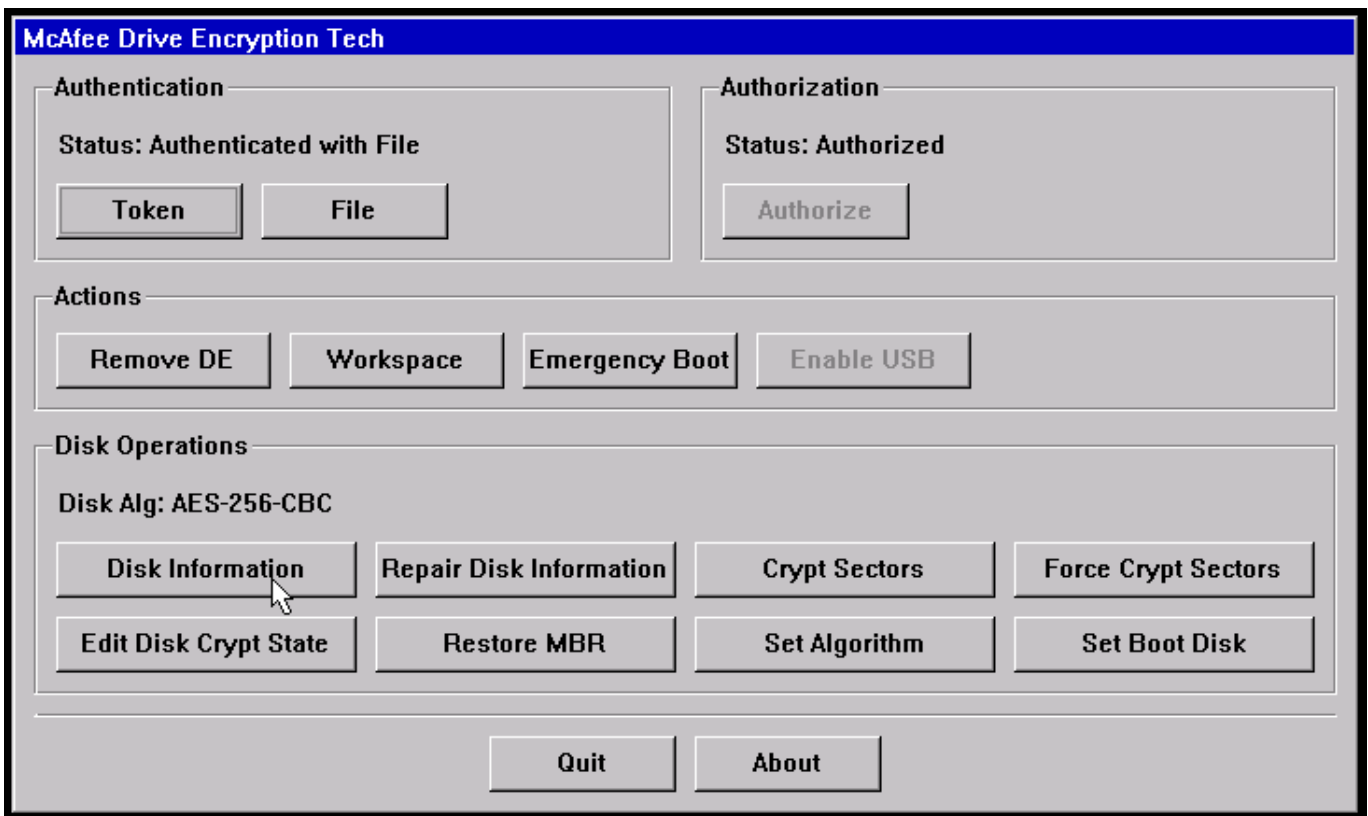 McAfee Drive Encryption Tech
Authentication
Status: Authenticated with File
Token
File
Authorization
Status: Authorized
Authorize
Actions
Remove DE
Workspace
Emergency Boot
Enable USB
Disk Operations
Disk Alg: AES-256-CBC
Disk Information
Repair Disk Information
Crypt Sectors
Force Crypt Sectors
Edit Disk Crypt State
Restore MBR
Set Algorithm
Set Boot Disk
Quit
About